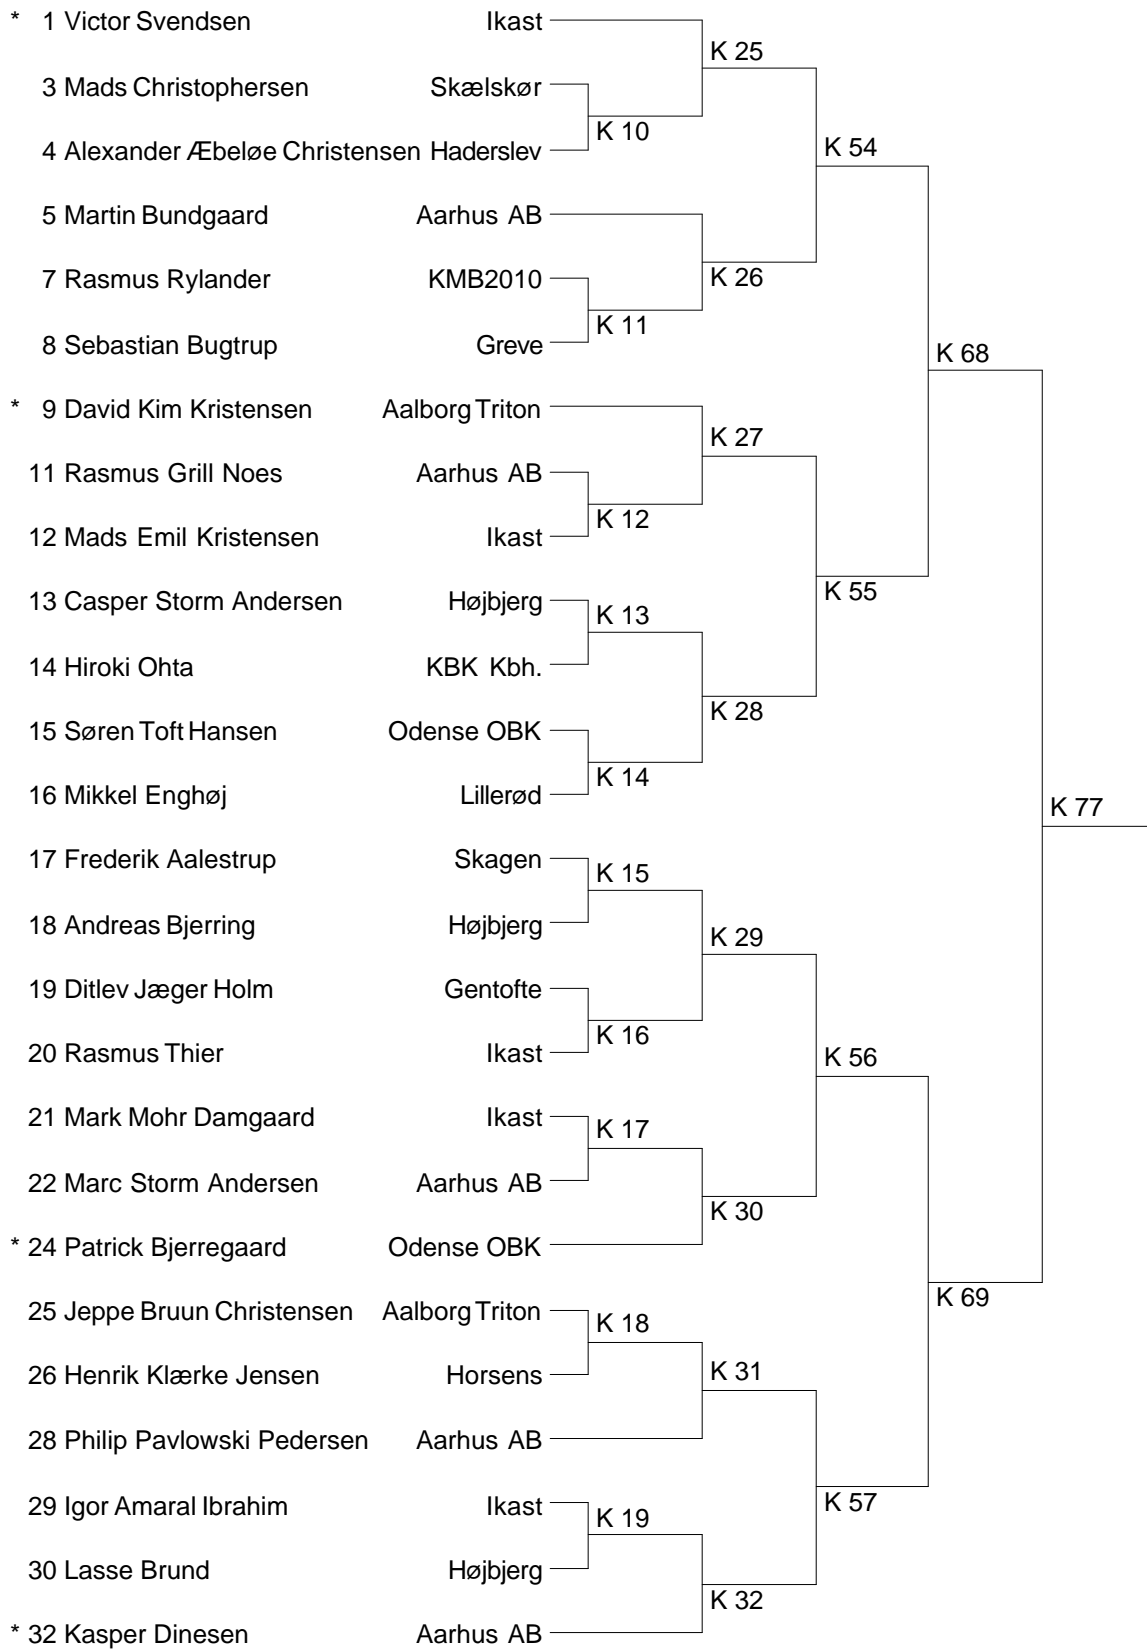 * 1 Victor Svendsen Ikast
K 25
3 Mads Christophersen Skælskør
K 10
4 Alexander Æbeløe Christensen Haderslev
K 54
5 Martin Bundgaard Aarhus AB
7 Rasmus Rylander KMB2010
K 26
K 11
8 Sebastian Bugtrup Greve
K 68
* 9 David Kim Kristensen Aalborg Triton
K 27
11 Rasmus Grill Noes Aarhus AB
K 12
12 Mads Emil Kristensen Ikast
K 55
13 Casper Storm Andersen Højbjerg
K 13
14 Hiroki Ohta KBK Kbh.
K 28
15 Søren Toft Hansen Odense OBK
K 14
16 Mikkel Enghøj Lillerød
K 77
17 Frederik Aalestrup Skagen
K 15
18 Andreas Bjerring Højbjerg
K 29
19 Ditlev Jæger Holm Gentofte
K 16
20 Rasmus Thier Ikast
K 56
21 Mark Mohr Damgaard Ikast
K 17
22 Marc Storm Andersen Aarhus AB
K 30
* 24 Patrick Bjerregaard Odense OBK
K 69
25 Jeppe Bruun Christensen Aalborg Triton
K 18
26 Henrik Klærke Jensen Horsens
K 31
28 Philip Pavlowski Pedersen Aarhus AB
K 57
29 Igor Amaral Ibrahim Ikast
K 19
30 Lasse Brund Højbjerg
K 32
* 32 Kasper Dinesen Aarhus AB